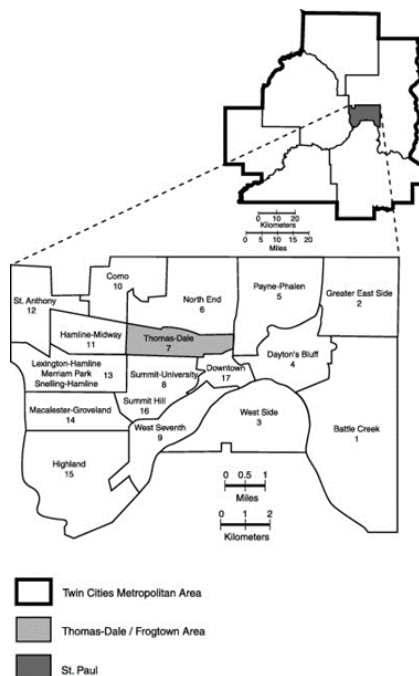 0 10 20
Kilometers
0 5 10 15 20
Miles
Como
10
North End
6
Payne-Phalen
5
Greater East Side
2
St. Anthony
12
Hamline-Midway
11
Thomas-Dale
7
Dayton's Bluff
4
Lexington-Hamline
Merriam Park 13
Snelling-Hamline
Summit-University
8
Downtown
17
Summit Hill
16
Macalester-Groveland
14
West Seventh
9
West Side
3
Battle Creek
1
Highland
15
0 0.5 1
Miles
0 1 2
Kilometers
Twin Cities Metropolitan Area
Thomas-Dale / Frogtown Area
St. Paul